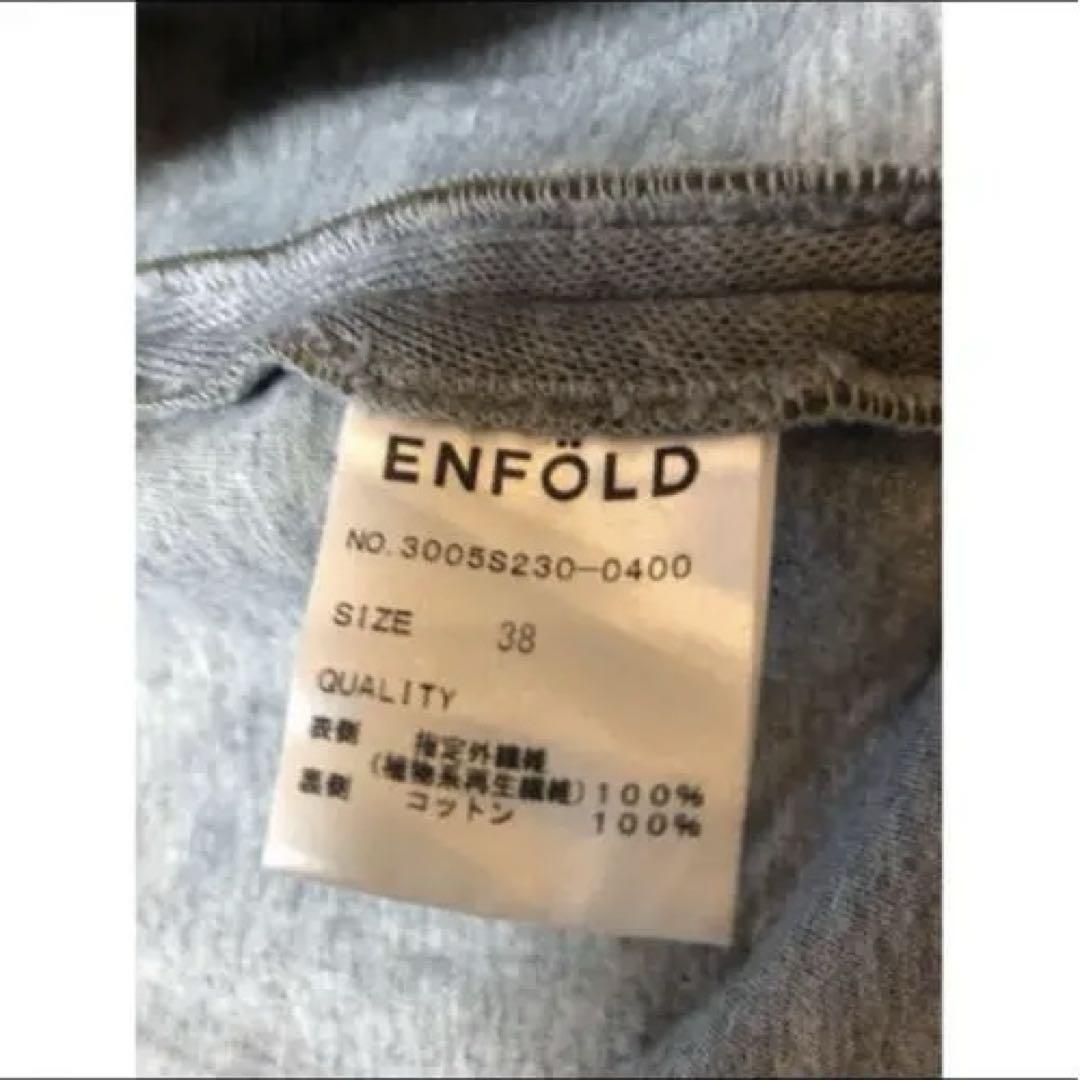 ENFÖLD
NO.3005S230-0400
SIZE 38
QUALITY
表側 指定外繊維
(植物系再生繊維)100%
裏側 コットン 100%